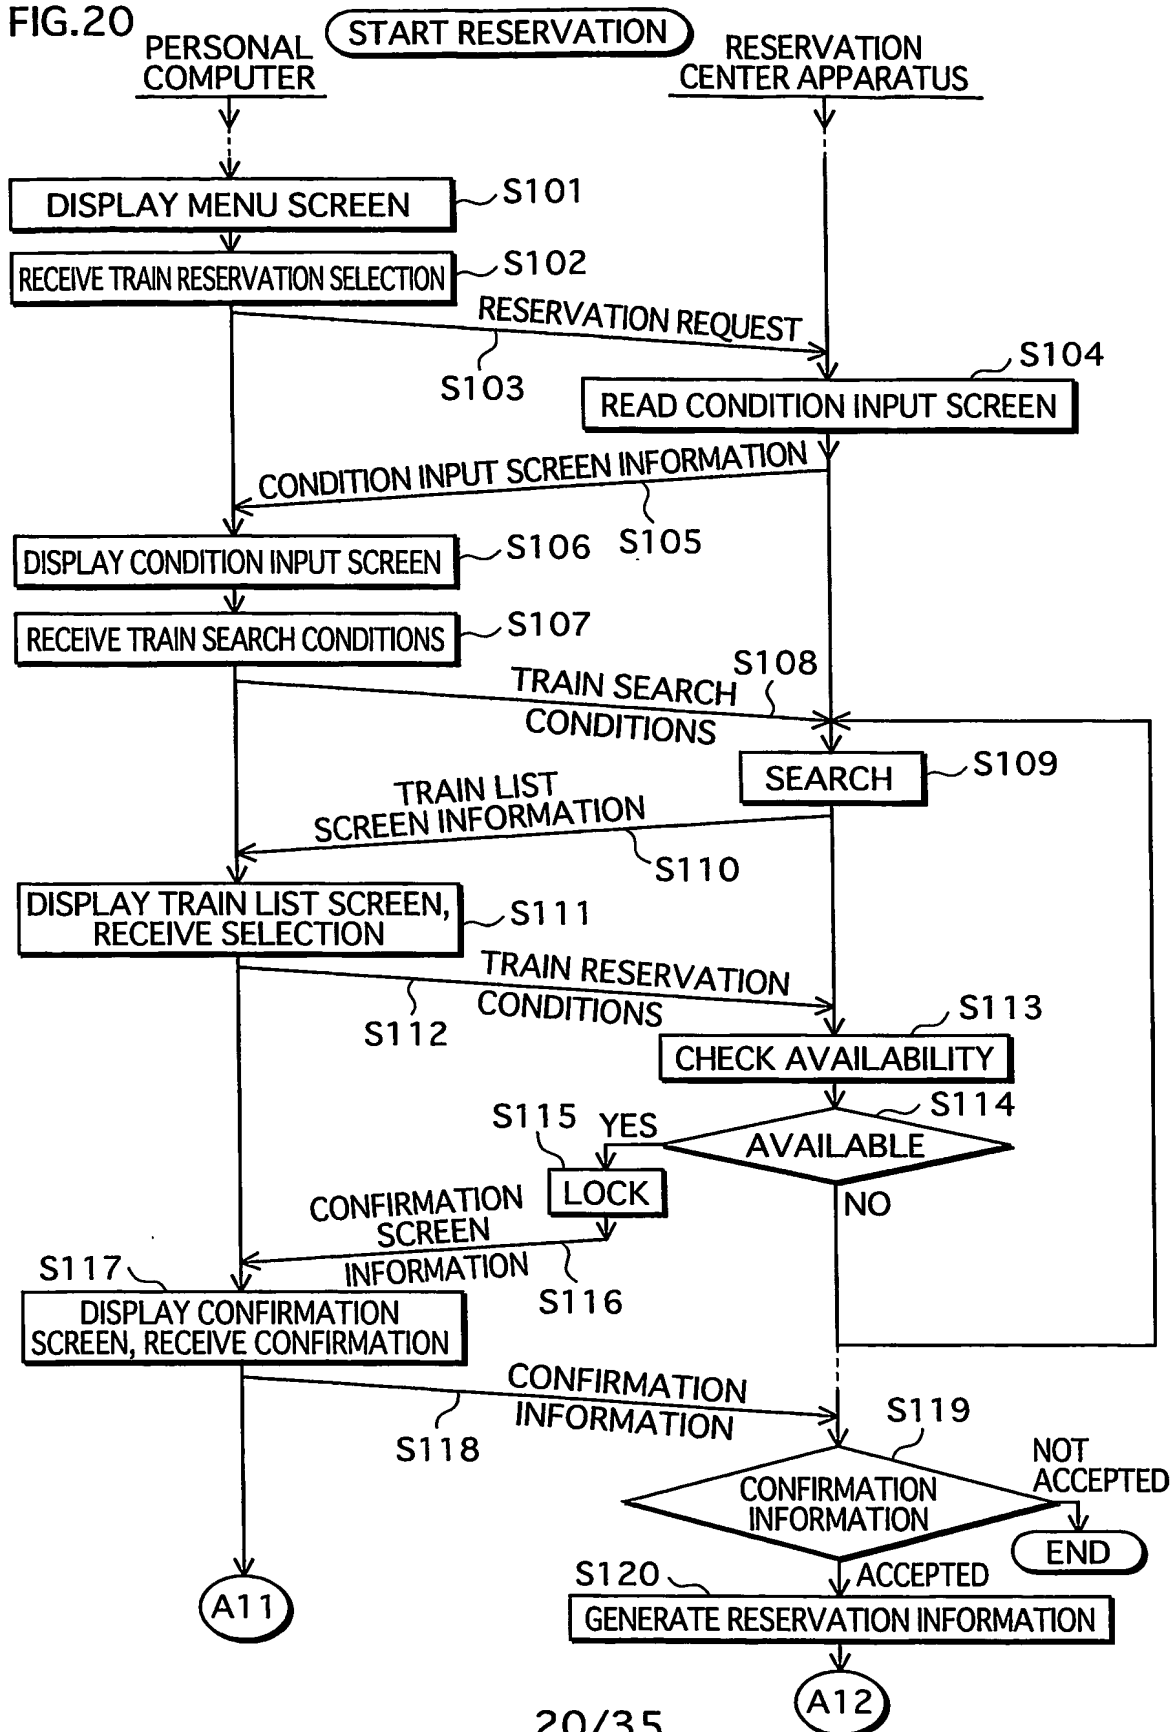 FIG.20
START RESERVATION
PERSONAL
COMPUTER
RESERVATION
CENTER APPARATUS
DISPLAY MENU SCREEN
S101
RECEIVE TRAIN RESERVATION SELECTION
S102
RESERVATION REQUEST
S103
S104
READ CONDITION INPUT SCREEN
CONDITION INPUT SCREEN INFORMATION
S105
DISPLAY CONDITION INPUT SCREEN
S106
RECEIVE TRAIN SEARCH CONDITIONS
S107
TRAIN SEARCH
CONDITIONS
S108
SEARCH
S109
TRAIN LIST
SCREEN INFORMATION
S110
DISPLAY TRAIN LIST SCREEN,
RECEIVE SELECTION
S111
TRAIN RESERVATION
CONDITIONS
S112
S113
CHECK AVAILABILITY
S114
AVAILABLE
YES
NO
S115
LOCK
CONFIRMATION
SCREEN
INFORMATION
S116
S117
DISPLAY CONFIRMATION
SCREEN, RECEIVE CONFIRMATION
CONFIRMATION
INFORMATION
S118
S119
CONFIRMATION
INFORMATION
NOT
ACCEPTED
END
ACCEPTED
S120
GENERATE RESERVATION INFORMATION
A11
A12
20/35